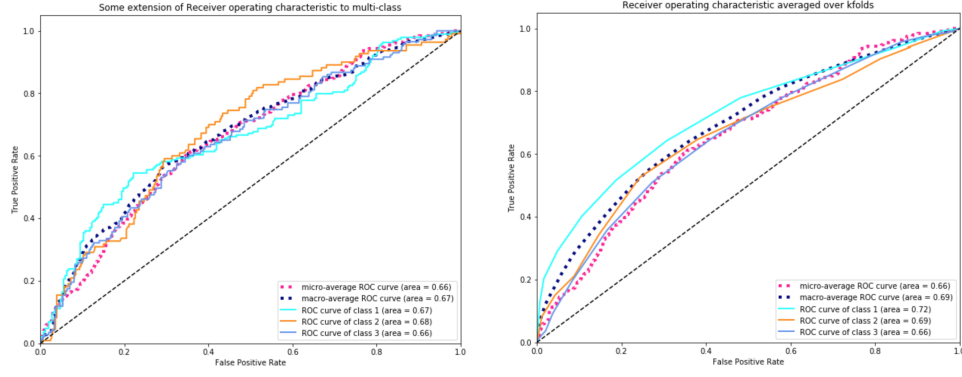 Some extension of Receiver operating characteristic to multi-class
1.0
0.8
0.6
0.4
0.2
0.0
True Positive Rate
micro-average ROC curve (area = 0.66)
macro-average ROC curve (area = 0.67)
ROC curve of class 1 (area = 0.67)
ROC curve of class 2 (area = 0.68)
ROC curve of class 3 (area = 0.66)
0.0 0.2 0.4 0.6 0.8 1.0
False Positive Rate
Receiver operating characteristic averaged over kfolds
1.0
0.8
0.6
0.4
0.2
0.0
True Positive Rate
micro-average ROC curve (area = 0.66)
macro-average ROC curve (area = 0.69)
ROC curve of class 1 (area = 0.72)
ROC curve of class 2 (area = 0.69)
ROC curve of class 3 (area = 0.66)
0.0 0.2 0.4 0.6 0.8 1.0
False Positive Rate